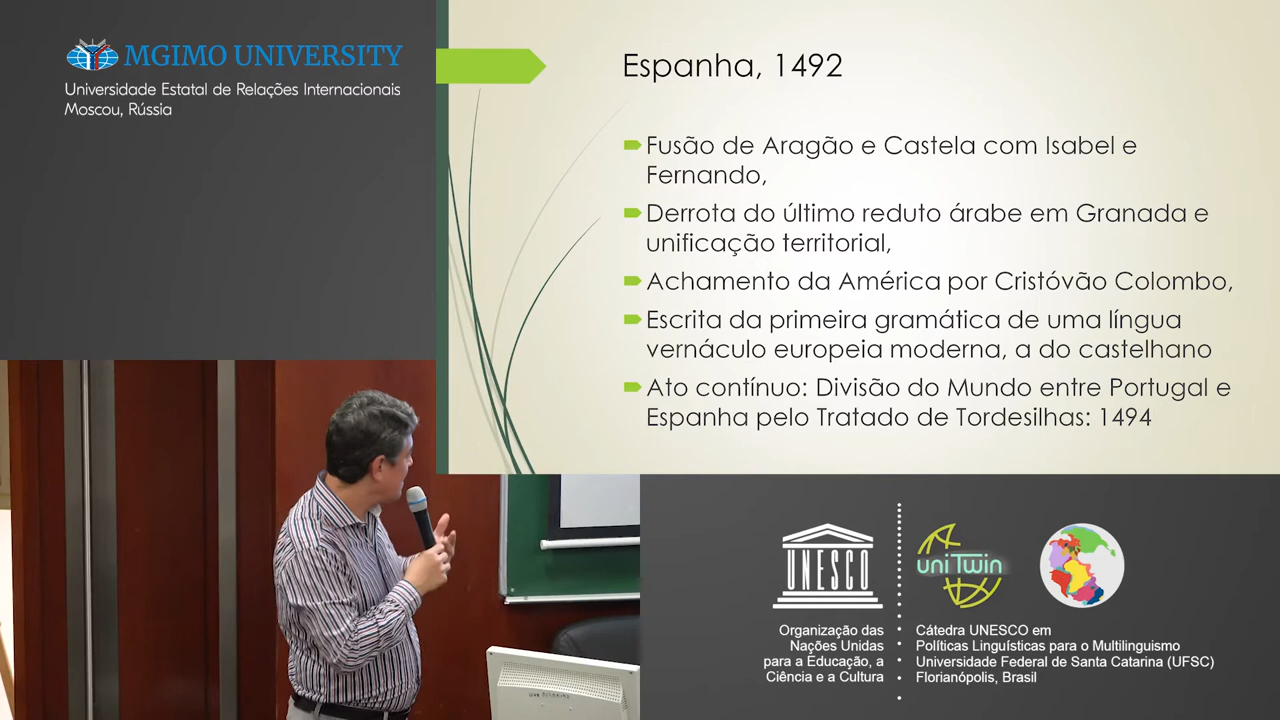 MGIMO UNIVERSITY
Universidade Estatal de Relações Internacionais
Moscou, Rússia
Espanha, 1492
Fusão de Aragão e Castela com Isabel e
Fernando,
Derrota do último reduto árabe em Granada e
unificação territorial,
Achamento da América por Cristóvão Colombo,
Escrita da primeira gramática de uma língua
vernáculo europeia moderna, a do castelhano
Ato contínuo: Divisão do Mundo entre Portugal e
Espanha pelo Tratado de Tordesilhas: 1494
UNESCO
Organização das
Nações Unidas
para a Educação, a
Ciência e a Cultura
uniTwin
Cátedra UNESCO em
Políticas Linguísticas para o Multilinguismo
Universidade Federal de Santa Catarina (UFSC)
Florianópolis, Brasil